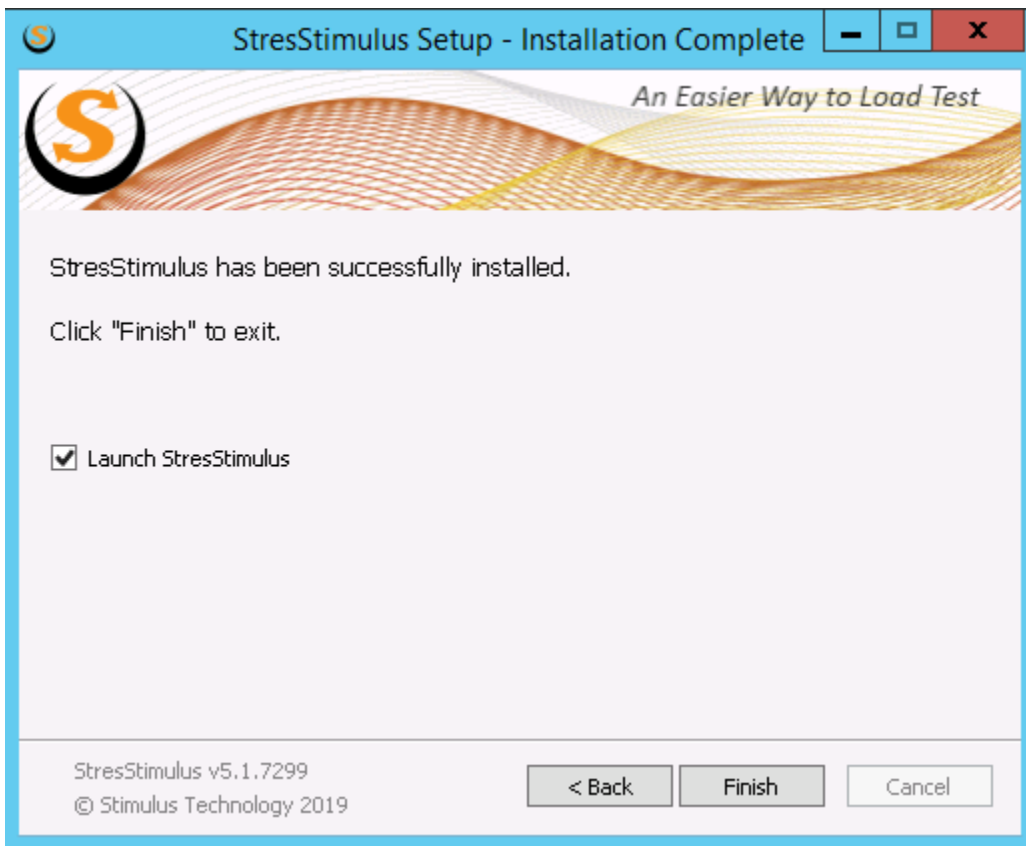 StresStimulus Setup - Installation Complete
An Easier Way to Load Test
StresStimulus has been successfully installed.
Click "Finish" to exit.
Launch StresStimulus
StresStimulus v5.1.7299
© Stimulus Technology 2019
< Back
Finish
Cancel